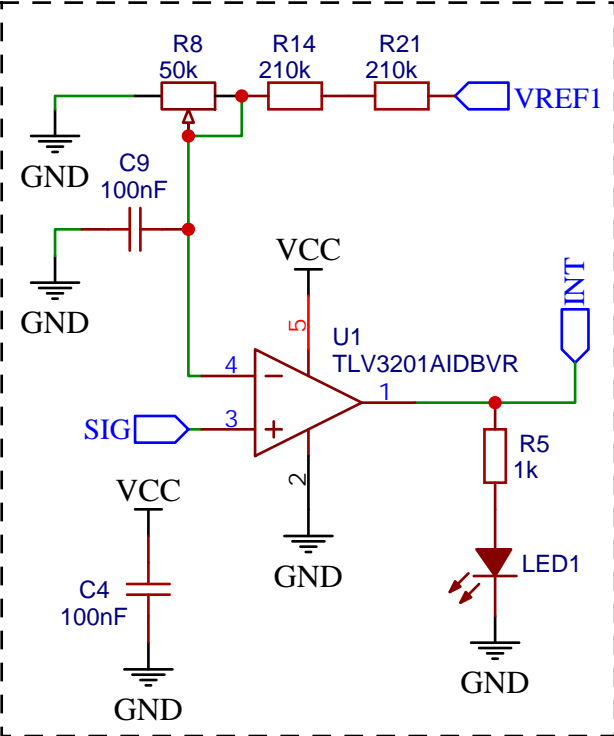 R8 R14 R21
50k 210k 210k
VREF1
GND
C9
100nF
GND
VCC
INT
5
U1
TLV3201AIDBVR
4
1
SIG
3
2
R5
1k
VCC
GND
LED1
C4
100nF
GND
GND